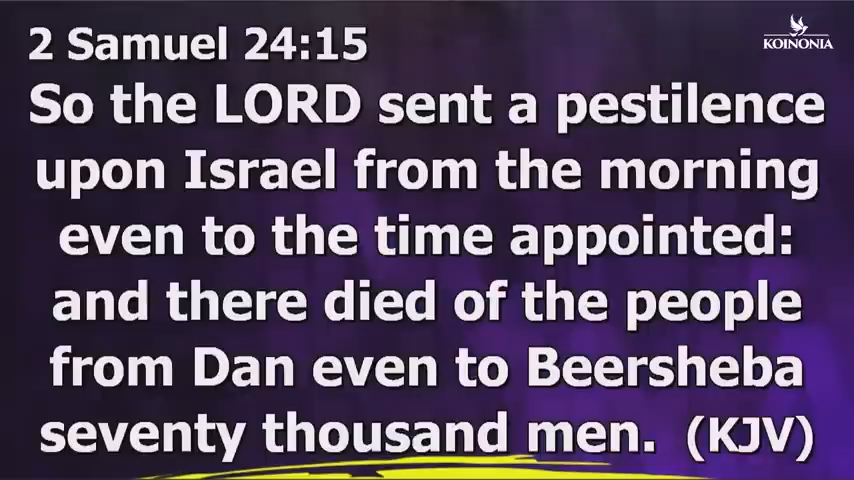 2 Samuel 24:15
KOINONIA
So the LORD sent a pestilence
upon Israel from the morning
even to the time appointed:
and there died of the people
from Dan even to Beersheba
seventy thousand men. (KJV)